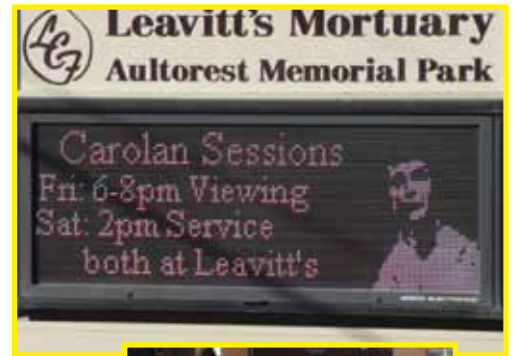 Leavitt's Mortuary
Aultorest Memorial Park
Carolan Sessions
Fri: 6-8pm Viewing
Sat: 2pm Service
both at Leavitt's